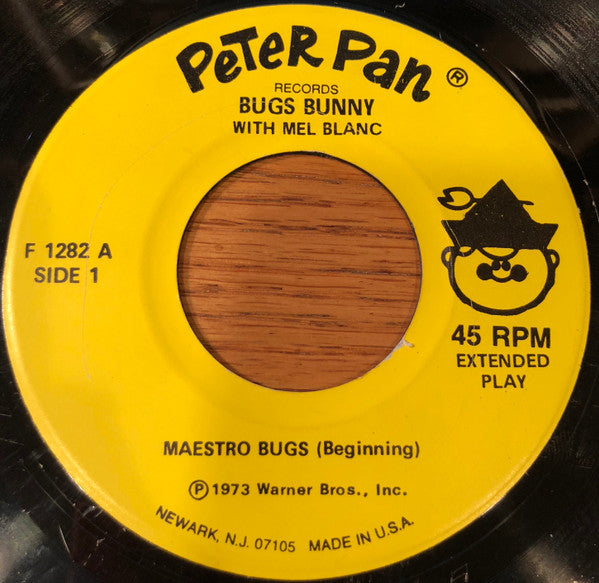 PETER PAN ®
RECORDS
BUGS BUNNY
WITH MEL BLANC
F 1282 A
SIDE 1
45 RPM
EXTENDED
PLAY
MAESTRO BUGS (Beginning)
Ⓟ1973 Warner Bros., Inc.
NEWARK, N.J. 07105 MADE IN U.S.A.